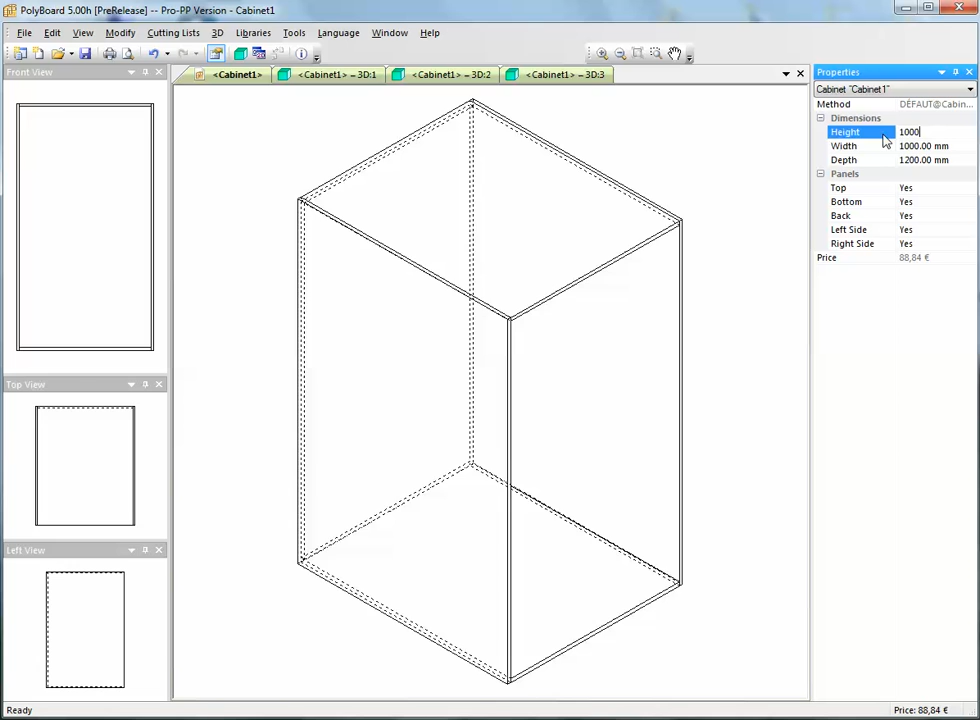 PolyBoard 5.00h [PreRelease] -- Pro-PP Version - Cabinet1
File Edit View Modify Cutting Lists 3D Libraries Tools Language Window Help
Front View
<Cabinet1> <Cabinet1> – 3D:1 <Cabinet1> – 3D:2 <Cabinet1> – 3D:3
Properties
Cabinet "Cabinet1"
Method DÉFAUT@Cabin...
Dimensions
Height 1000
Width 1000.00 mm
Depth 1200.00 mm
Panels
Top Yes
Bottom Yes
Back Yes
Left Side Yes
Right Side Yes
Price 88,84 €
Top View
Left View
Ready
Price: 88,84 €